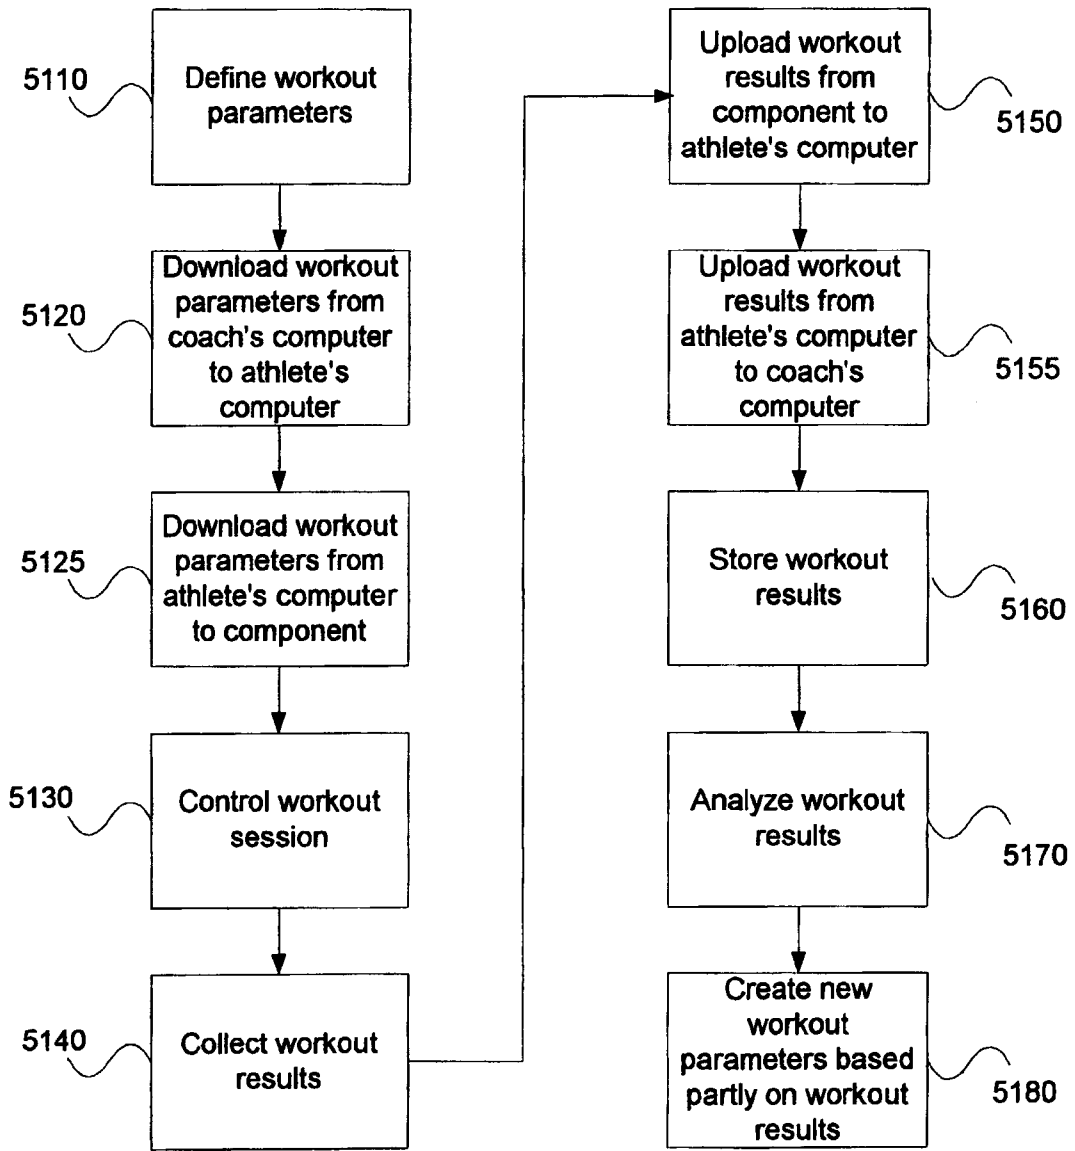 5110
Define workout
parameters
5120
Download workout
parameters from
coach's computer
to athlete's
computer
5125
Download workout
parameters from
athlete's computer
to component
5130
Control workout
session
5140
Collect workout
results
Upload workout
results from
component to
athlete's computer
5150
Upload workout
results from
athlete's computer
to coach's
computer
5155
Store workout
results
5160
Analyze workout
results
5170
Create new
workout
parameters based
partly on workout
results
5180